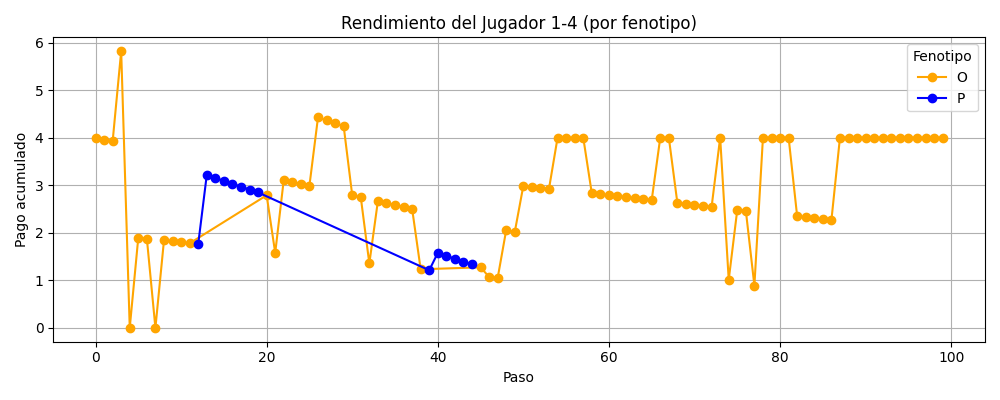 Rendimiento del Jugador 1-4 (por fenotipo)
Pago acumulado
6
5
4
3
2
1
0
0 20 40 60 80 100
Paso
Fenotipo
O
P